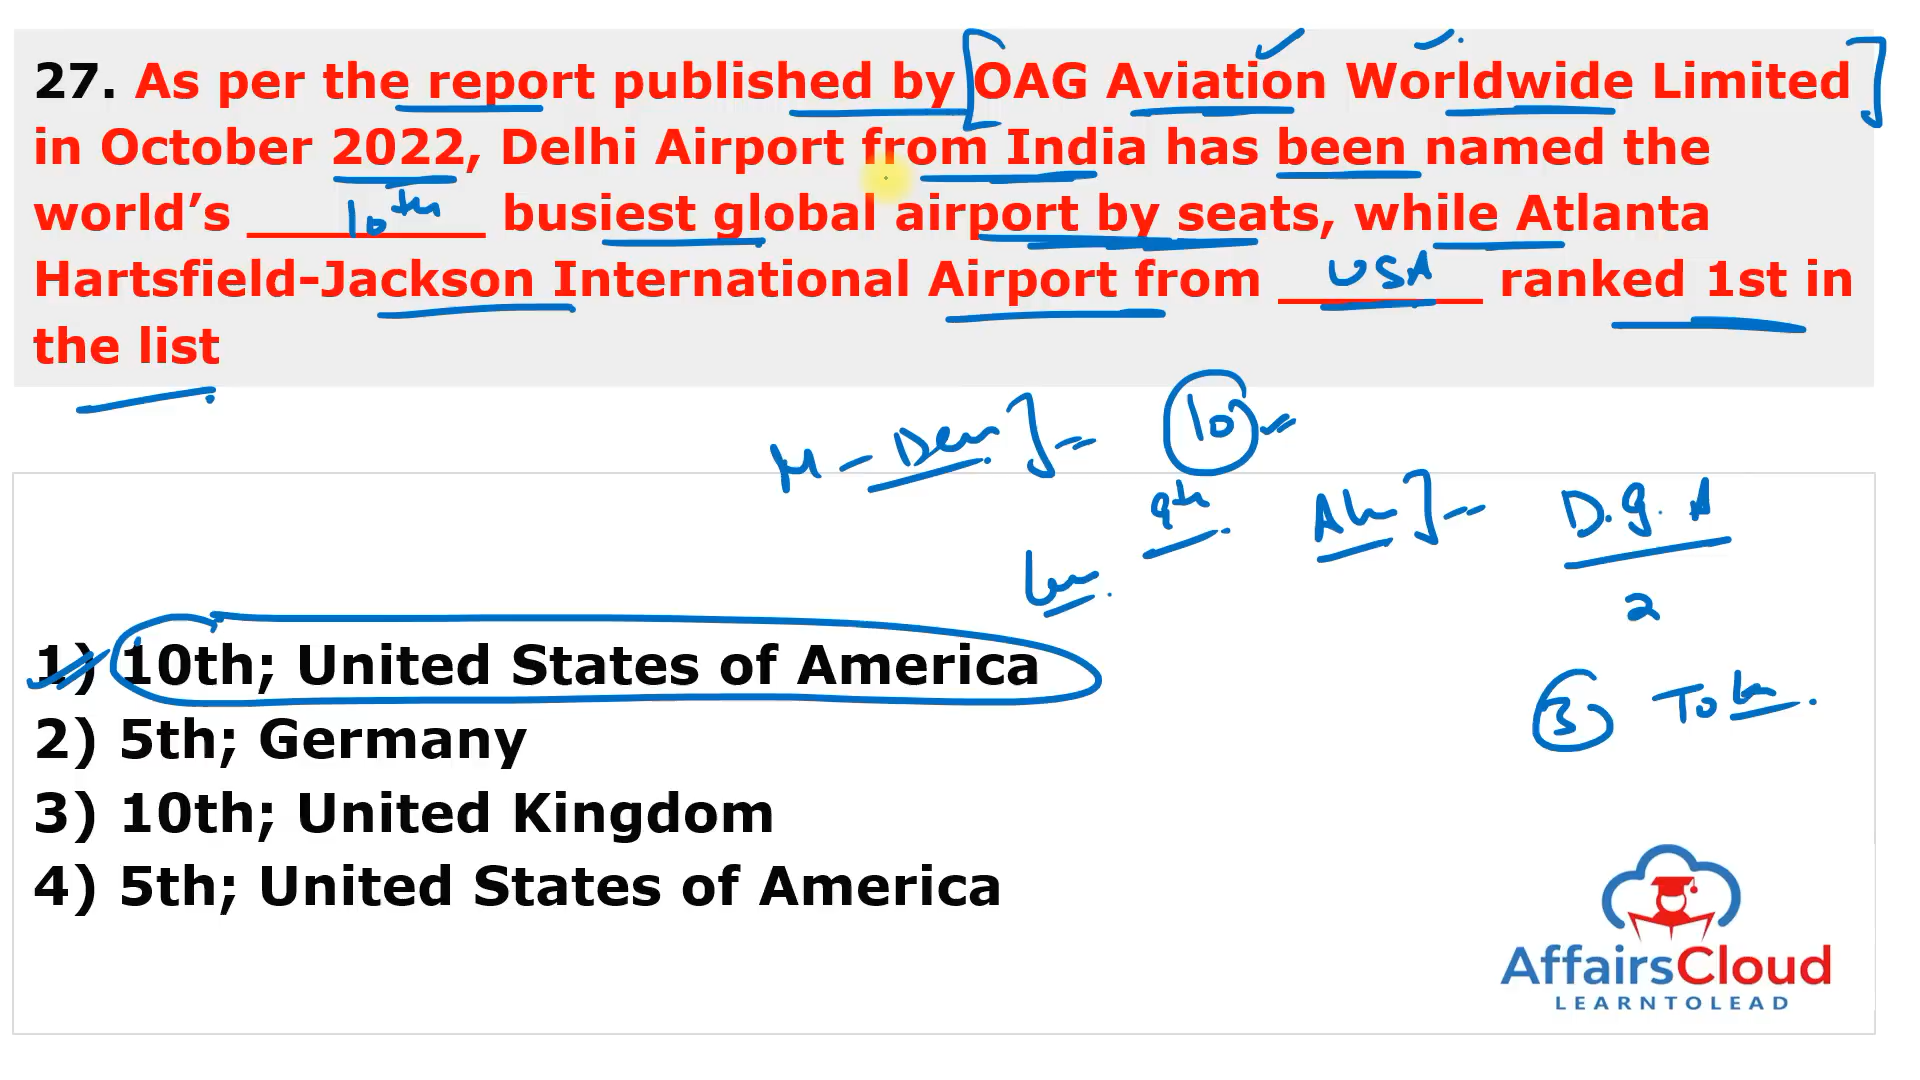 27. As per the report published by [OAG Aviation Worldwide Limited]
in October 2022, Delhi Airport from India has been named the
world’s 10th busiest global airport by seats, while Atlanta
Hartsfield-Jackson International Airport from USA ranked 1st in
the list
M - Den] = 10 =
9th
D.g.A
2
1) 10th; United States of America
3
2) 5th; Germany
3) 10th; United Kingdom
4) 5th; United States of America
AffairsCloud
LEARNTOLEAD